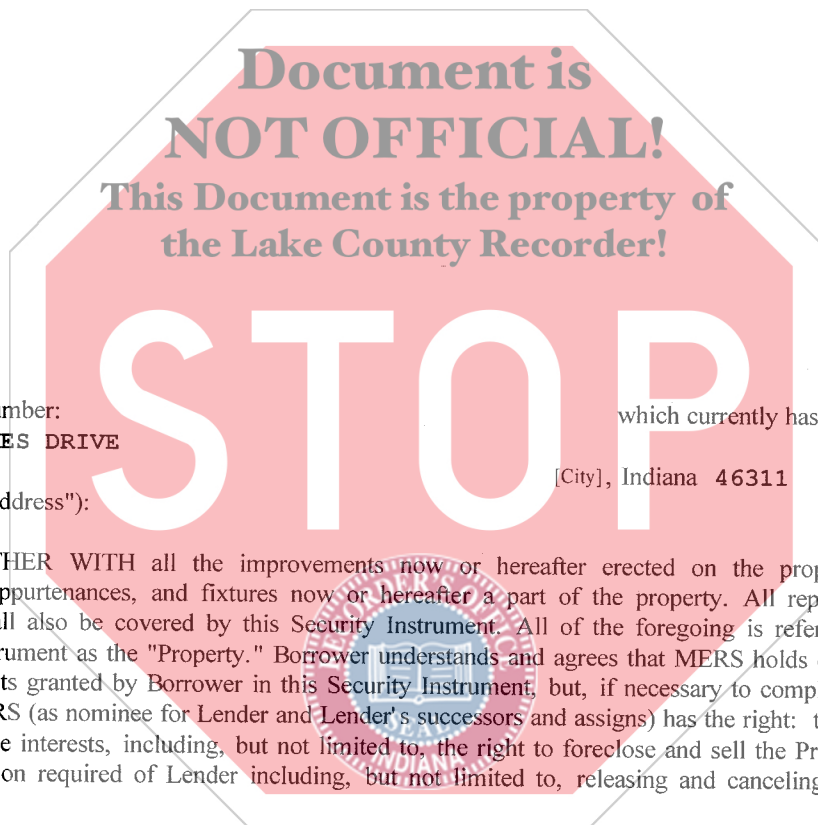 Document is
NOT OFFICIAL!
This Document is the property of
the Lake County Recorder!
STOP
umber:
which currently has
ES DRIVE
[City], Indiana 46311
ddress"):
HER WITH all the improvements now or hereafter erected on the prop
ppurtenances, and fixtures now or hereafter a part of the property. All rep
ll also be covered by this Security Instrument. All of the foregoing is refer
rument as the "Property." Borrower understands and agrees that MERS holds
ts granted by Borrower in this Security Instrument, but, if necessary to comp
RS (as nominee for Lender and Lender's successors and assigns) has the right: t
e interests, including, but not limited to, the right to foreclose and sell the Pr
on required of Lender including, but not limited to, releasing and canceling
RECORDER'S OFFICE
SEAL
INDIANA